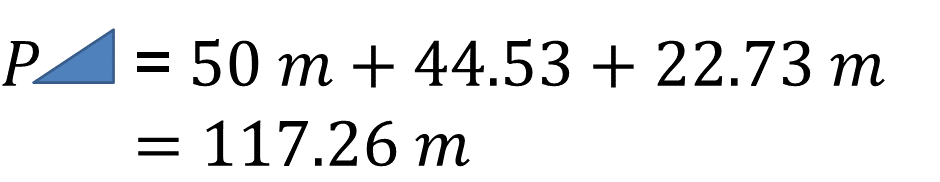 P = 50 m + 44.53 + 22.73 m
= 117.26 m